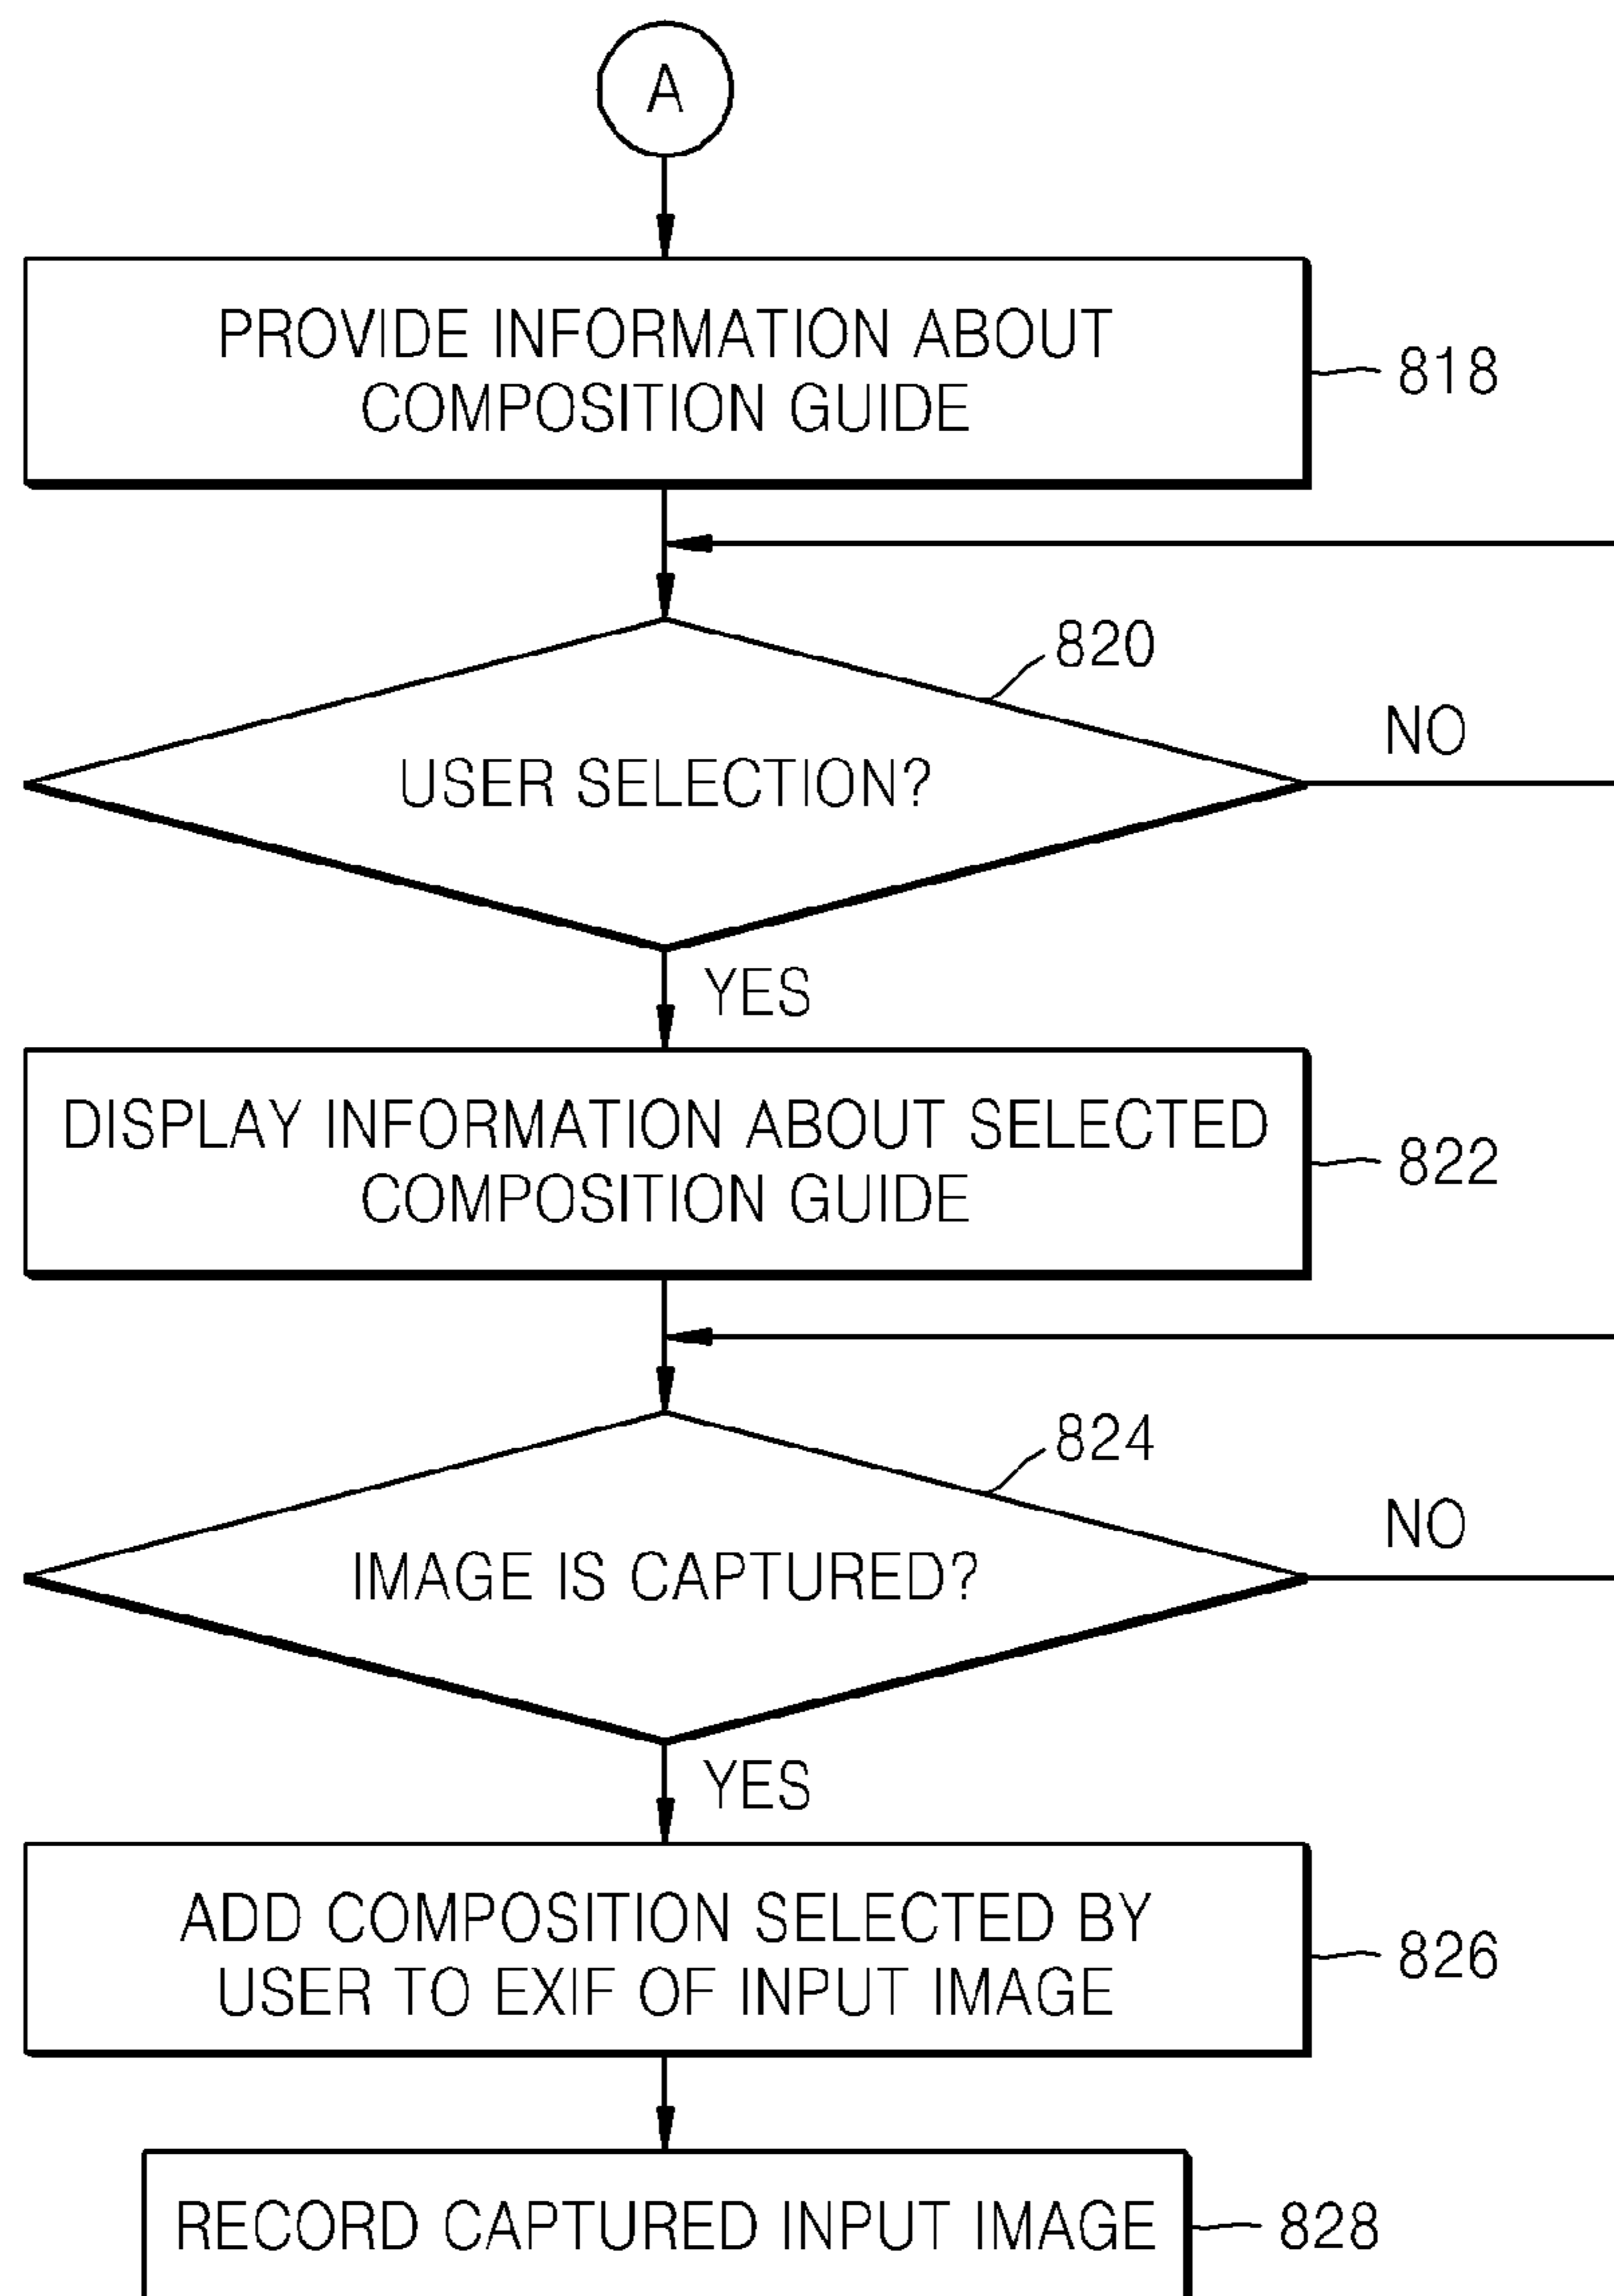 A
PROVIDE INFORMATION ABOUT
COMPOSITION GUIDE
818
820
USER SELECTION?
NO
YES
DISPLAY INFORMATION ABOUT SELECTED
COMPOSITION GUIDE
822
824
IMAGE IS CAPTURED?
NO
YES
ADD COMPOSITION SELECTED BY
USER TO EXIF OF INPUT IMAGE
826
RECORD CAPTURED INPUT IMAGE
828